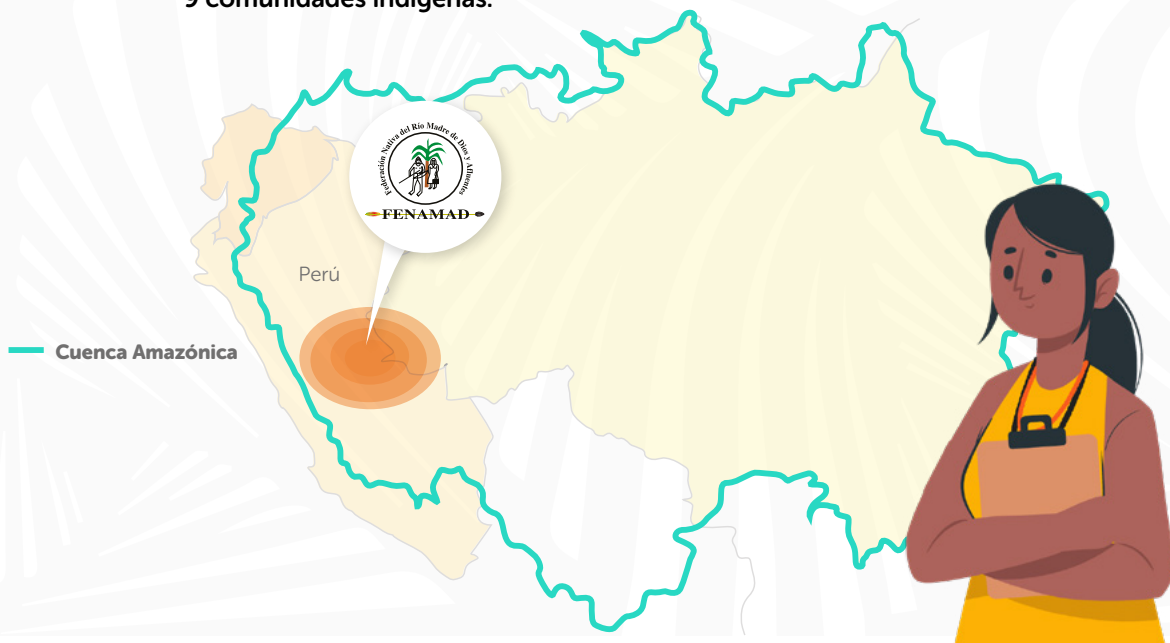 9 comunidades indígenas.
Federación Nativa del Río Madre de Dios y Afluentes
FENAMAD
Perú
Cuenca Amazónica